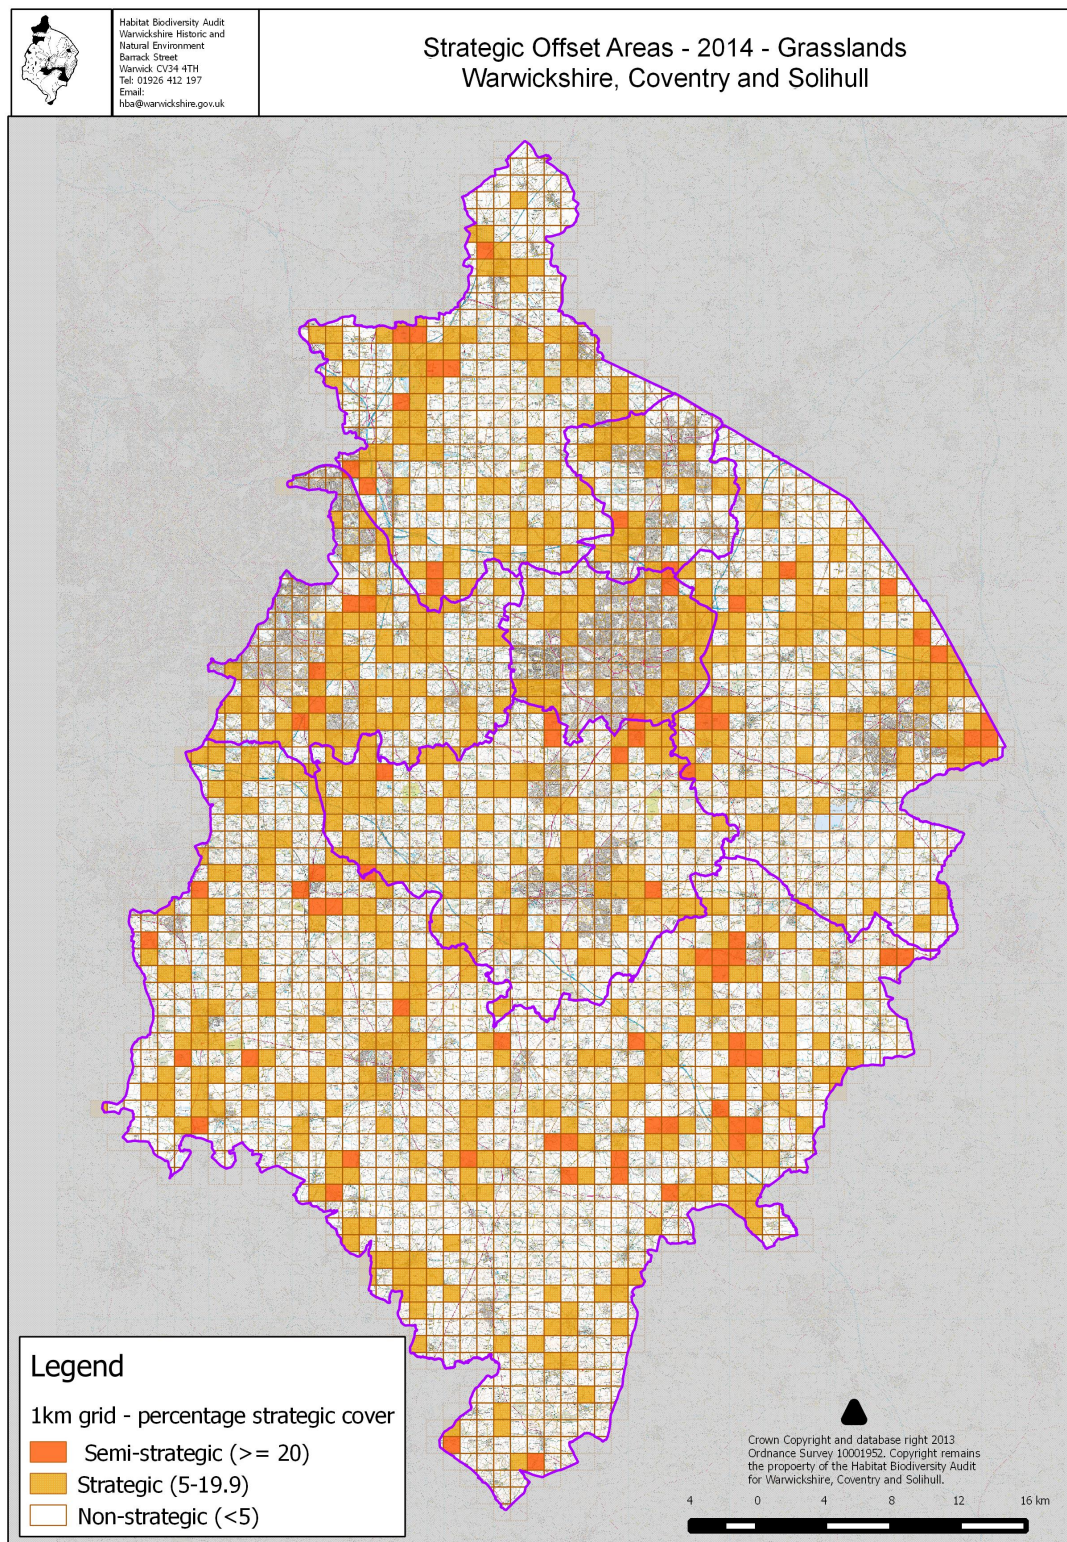 Habitat Biodiversity Audit
Warwickshire Historic and
Natural Environment
Barrack Street
Warwick CV34 4TH
Tel: 01926 412 197
Email:
hba@warwickshire.gov.uk
Strategic Offset Areas - 2014 - Grasslands
Warwickshire, Coventry and Solihull
Legend
1km grid - percentage strategic cover
Semi-strategic (>= 20)
Strategic (5-19.9)
Non-strategic (<5)
Crown Copyright and database right 2013
Ordnance Survey 10001952. Copyright remains
the propoerty of the Habitat Biodiversity Audit
for Warwickshire, Coventry and Solihull.
4 0 4 8 12 16 km